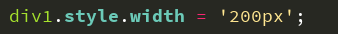 div1.style.width = '200px';